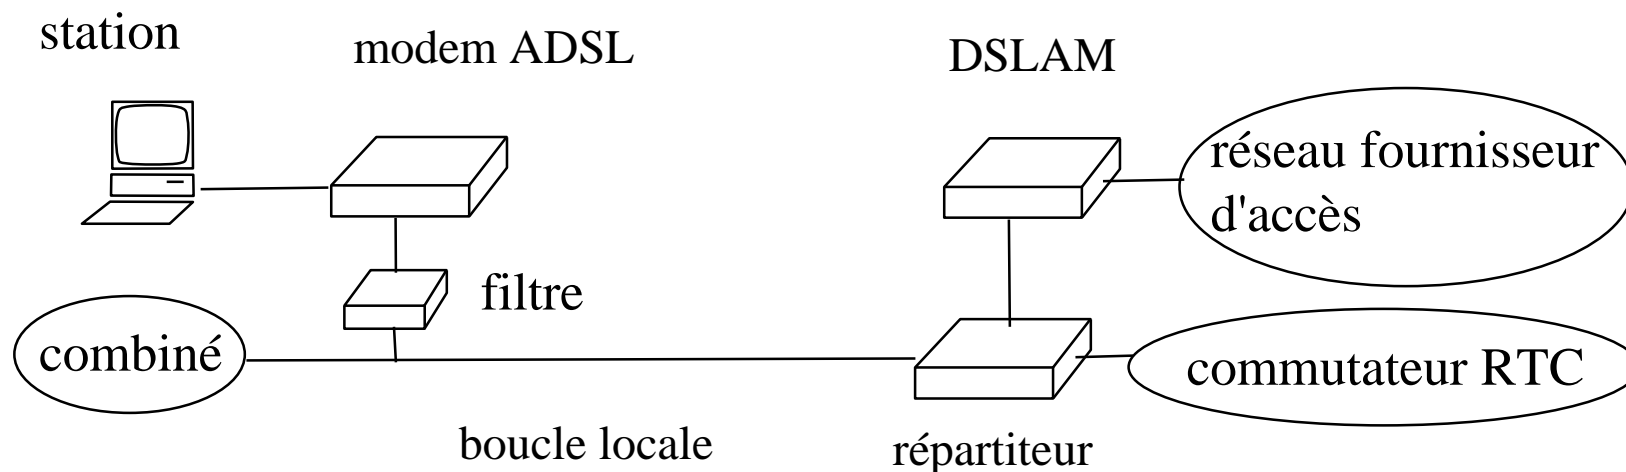 station
modem ADSL
DSLAM
réseau fournisseur
d'accès
filtre
combiné
commutateur RTC
boucle locale
répartiteur